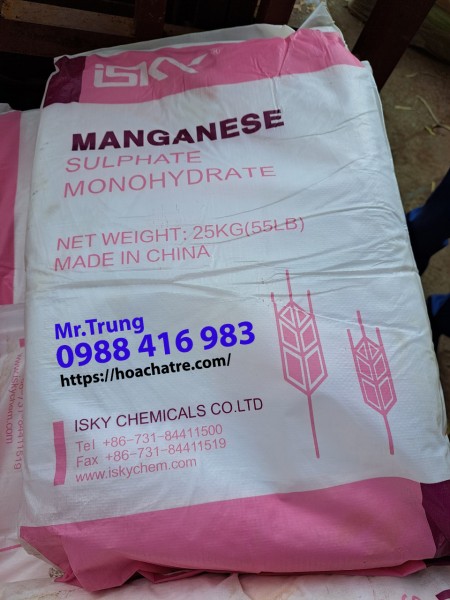 iSKY
MANGANESE
SULPHATE
MONOHYDRATE
NET WEIGHT: 25KG(55LB)
MADE IN CHINA
Mr.Trung
0988 416 983
https://hoachatre.com/
ISKY CHEMICALS CO.LTD
Tel +86-731-84411500
Fax +86-731-84411519
www.iskychem.com